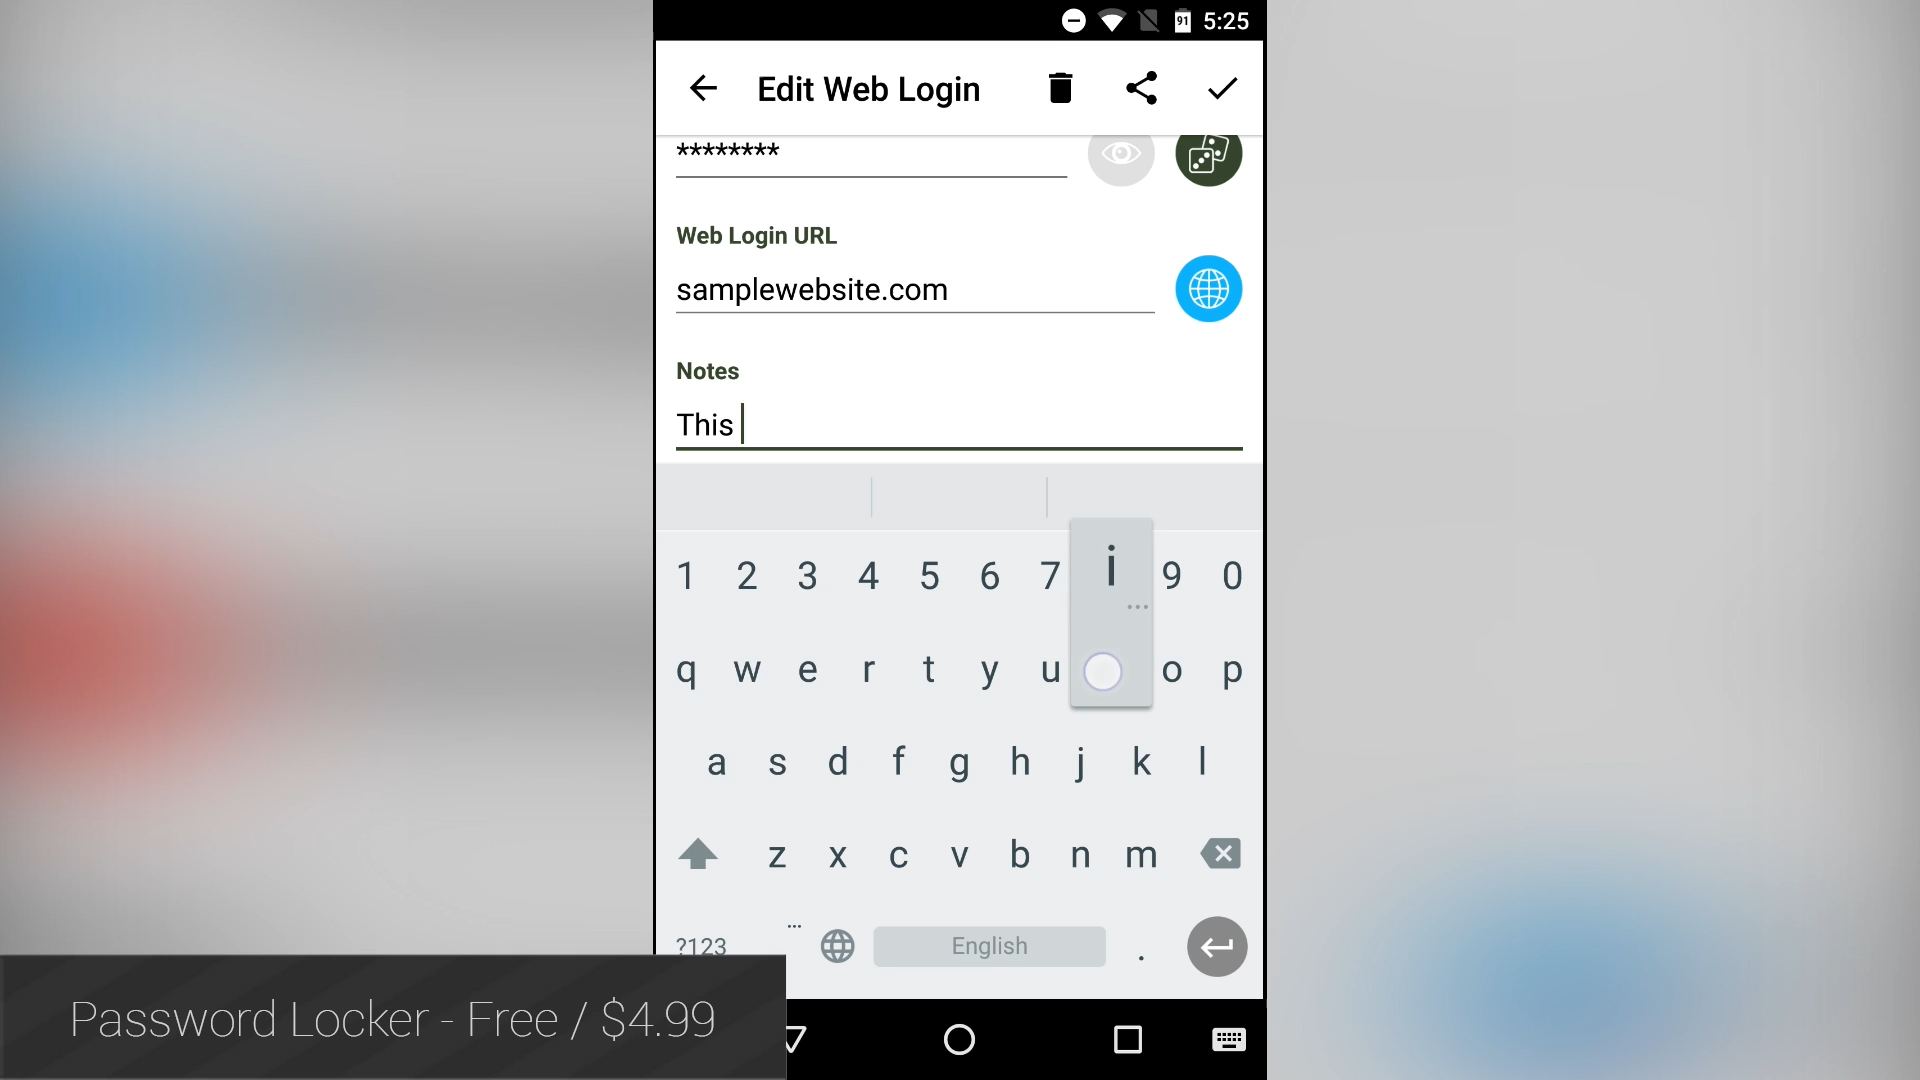 91 5:25
Edit Web Login
********
Web Login URL
samplewebsite.com
Notes
This
1 2 3 4 5 6 7 i 9 0
...
q w e r t y u o p
a s d f g h j k l
z x c v b n m
?123 ... English .
Password Locker - Free / $4.99